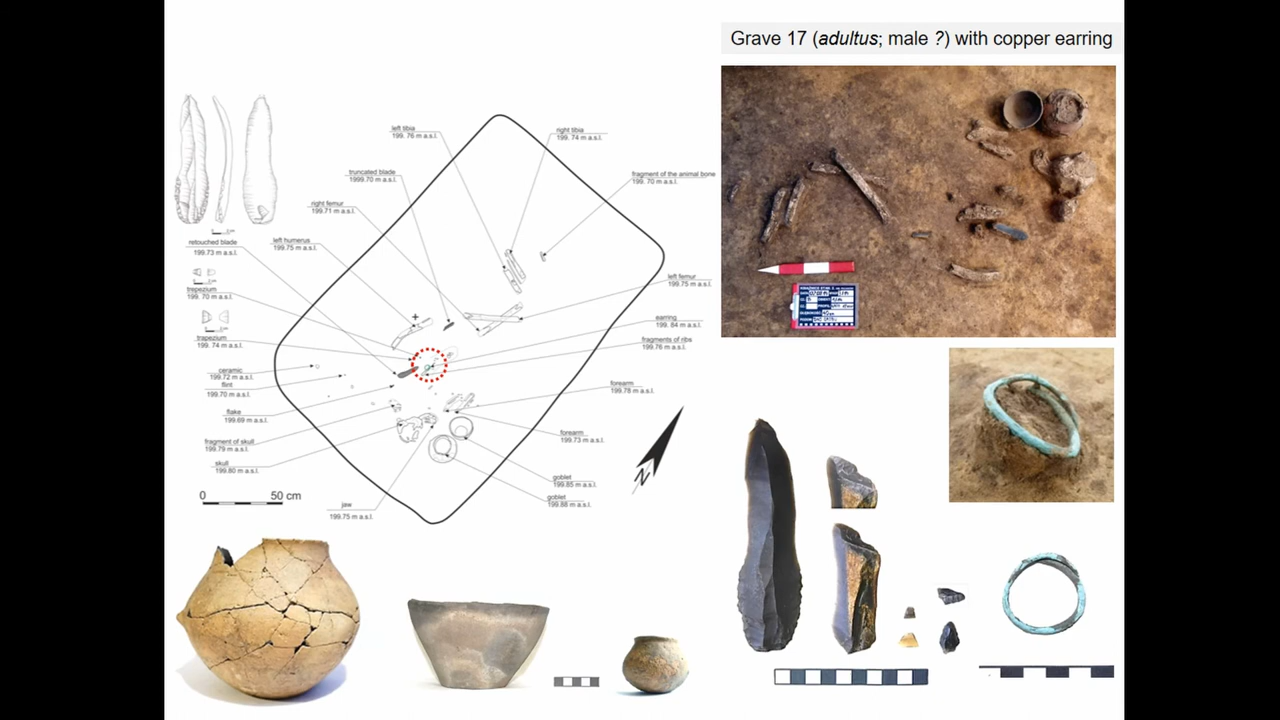 Grave 17 (adultus; male ?) with copper earring
left tibia
199. 76 m a.s.l.
right tibia
199. 74 m a.s.l.
truncated blade
1999.70 m a.s.l.
fragment of the animal bone
199. 70 m a.s.l.
right femur
199.71 m a.s.l.
retouched blade
199.73 m a.s.l.
left humerus
199.75 m a.s.l.
left femur
199.75 m a.s.l.
trepezium
199. 70 m a.s.l.
earring
199. 84 m a.s.l.
trapezium
199. 74 m a.s.l.
fragments of ribs
199.76 m a.s.l.
ceramic
199.72 m a.s.l.
flint
199.70 m a.s.l.
forearm
199.78 m a.s.l.
flake
199.69 m a.s.l.
forearm
199.73 m a.s.l.
fragment of skull
199.79 m a.s.l.
skull
199.80 m a.s.l.
goblet
199.85 m a.s.l.
goblet
199.88 m a.s.l.
jaw
199.75 m a.s.l.
0 50 cm
N